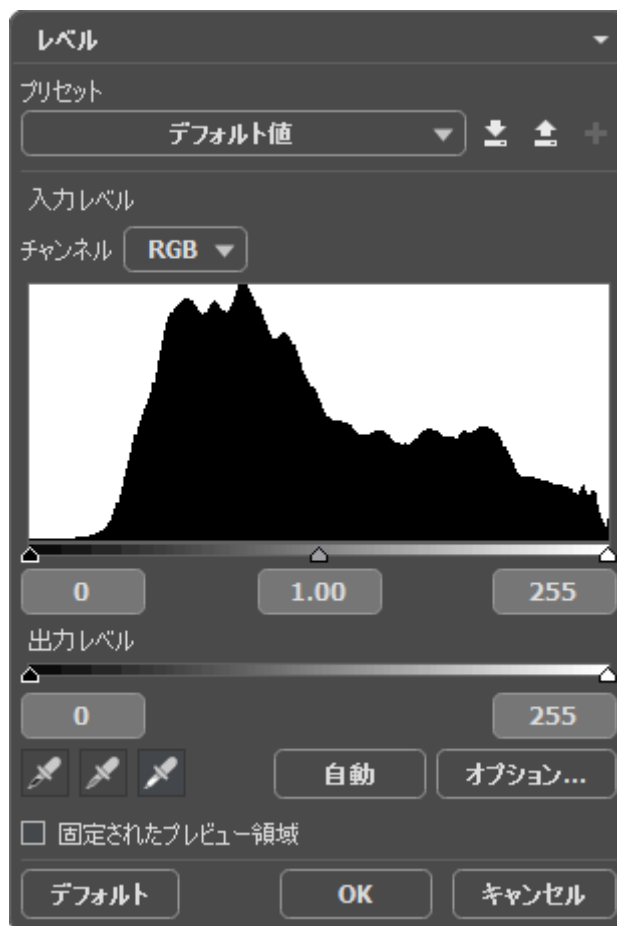 レベル
プリセット
デフォルト値
入力レベル
チャンネル RGB
0 1.00 255
出力レベル
0 255
自動 オプション...
固定されたプレビュー領域
デフォルト OK キャンセル